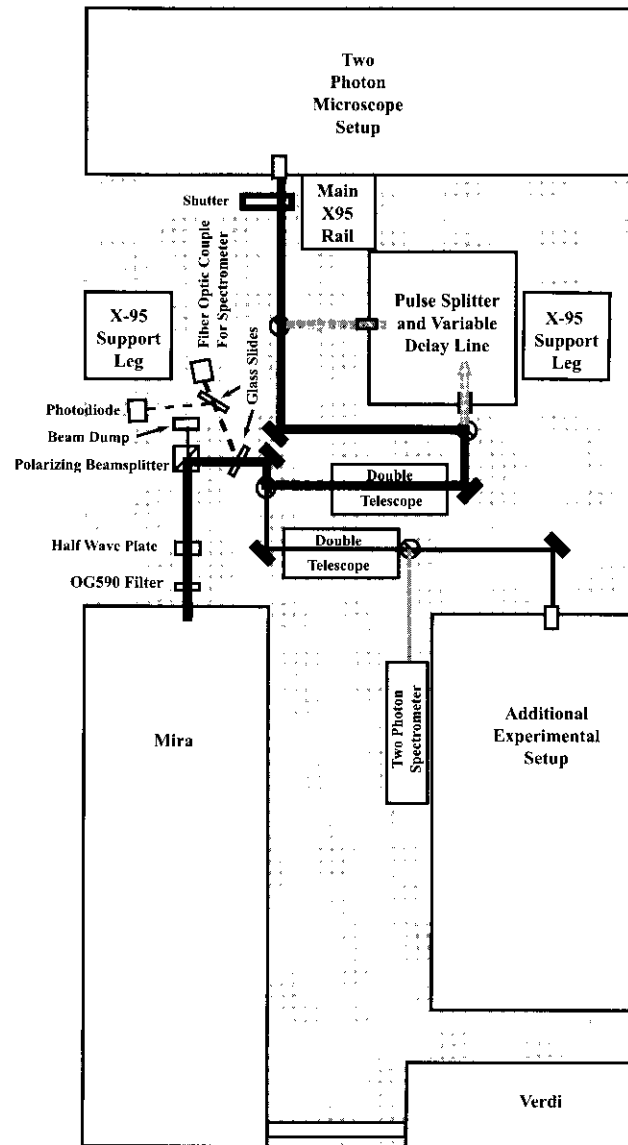 Two
Photon
Microscope
Setup
Shutter
Main
X95
Rail
Fiber Optic Couple
For Spectrometer
Glass Slides
Pulse Splitter
and Variable
Delay Line
X-95
Support
Leg
X-95
Support
Leg
Photodiode
Beam Dump
Polarizing Beamsplitter
Double
Telescope
Half Wave Plate
Double
Telescope
OG590 Filter
Mira
Two Photon
Spectrometer
Additional
Experimental
Setup
Verdi